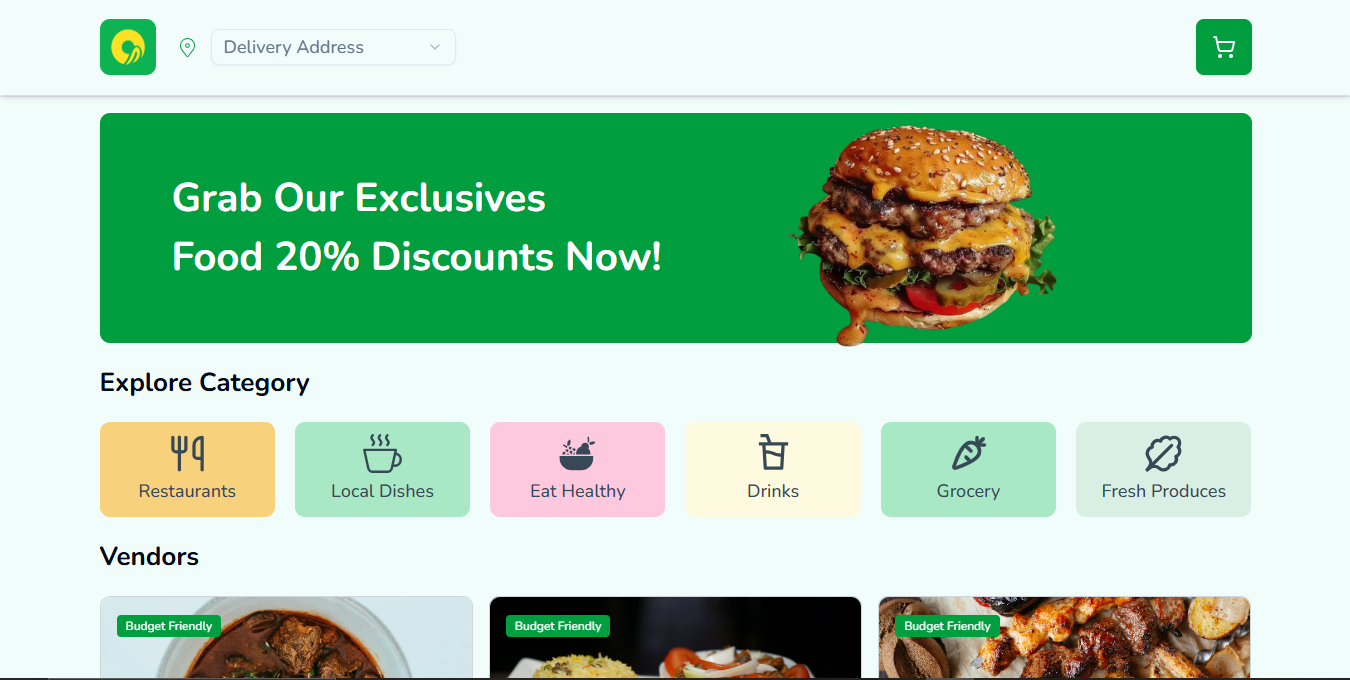 Delivery Address
Grab Our Exclusives
Food 20% Discounts Now!
Explore Category
Restaurants
Local Dishes
Eat Healthy
Drinks
Grocery
Fresh Produces
Vendors
Budget Friendly
Budget Friendly
Budget Friendly